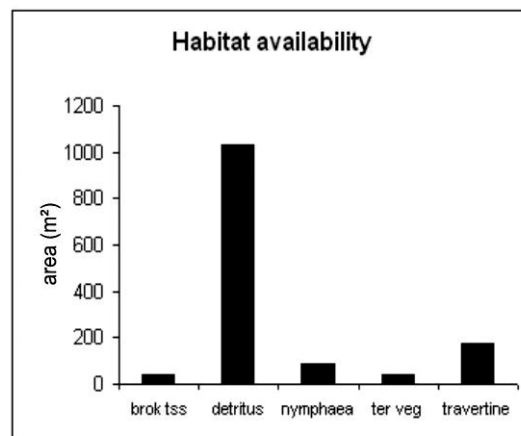 Habitat availability
1200
1000
800
600
400
200
0
area (m²)
brok tss detritus nymphaea ter veg travertine